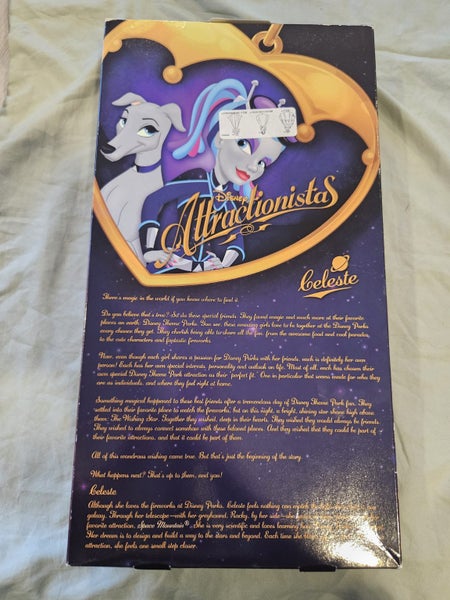 Disney
Attractionistas
Celeste
There's magic in the world if you know where to find it.
Do you believe that's true? So do these special friends. They found magic and much more at their favorite
places on earth: Disney Theme Parks. You see, these amazing girls love to be together at the Disney Parks
every chance they get. They cherish being able to share all the fun, from the awesome food and cool parades,
to the cute characters and fantastic fireworks.
Now, even though each girl shares a passion for Disney Parks with her friends, each is definitely her own
person! Each has her own special interests, personality and outlook on life. Most of all, each has chosen their
own special Disney Park attraction as their "perfect fit." One in particular that seems made for who they
are as individuals, and where they feel right at home.
Something magical happened to these best friends after a tremendous day of Disney Theme Park fun. They
settled into their favorite place to watch the fireworks, but on this night, a bright, shining star shone high above
them: The Wishing Star. Together they wished, deep in their hearts. They wished they would always be friends.
They wished to always connect somehow with these beloved places. And they wished that they could be part of
their favorite attractions, and that it could be part of them.
All of this wondrous wishing came true. But that's just the beginning of the story.
What happens next? That's up to them, and you!
Celeste
Although she loves the fireworks at Disney Parks, Celeste feels nothing can
galaxy. Through her telescope—with her greyhound, Rocky, by her side—she
favorite attraction, Space Mountain®. She is very scientific and loves learning
Her dream is to design and build a way to the stars and beyond. Each time she
attraction, she feels one small step closer.